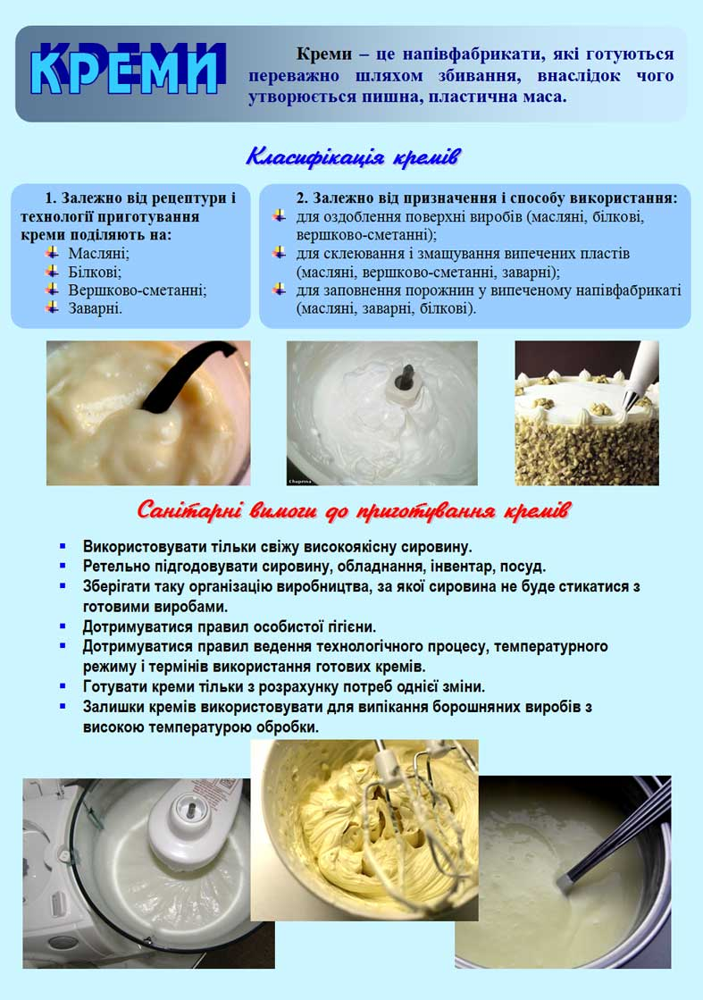 КРЕМИ
Креми – це напівфабрикати, які готуються
переважно шляхом збивання, внаслідок чого
утворюється пишна, пластична маса.
Класифікація кремів
1. Залежно від рецептури і
технології приготування
креми поділяють на:
Масляні;
Білкові;
Вершково-сметанні;
Заварні.
2. Залежно від призначення і способу використання:
для оздоблення поверхні виробів (масляні, білкові,
вершково-сметанні);
для склеювання і змащування випечених пластів
(масляні, вершково-сметанні, заварні);
для заповнення порожнин у випеченому напівфабрикаті
(масляні, заварні, білкові).
Chuprina
Санітарні вимоги до приготування кремів
Використовувати тільки свіжу високоякісну сировину.
Ретельно підгодовувати сировину, обладнання, інвентар, посуд.
Зберігати таку організацію виробництва, за якої сировина не буде стикатися з
готовими виробами.
Дотримуватися правил особистої гігієни.
Дотримуватися правил ведення технологічного процесу, температурного
режиму і термінів використання готових кремів.
Готувати креми тільки з розрахунку потреб однієї зміни.
Залишки кремів використовувати для випікання борошняних виробів з
високою температурою обробки.